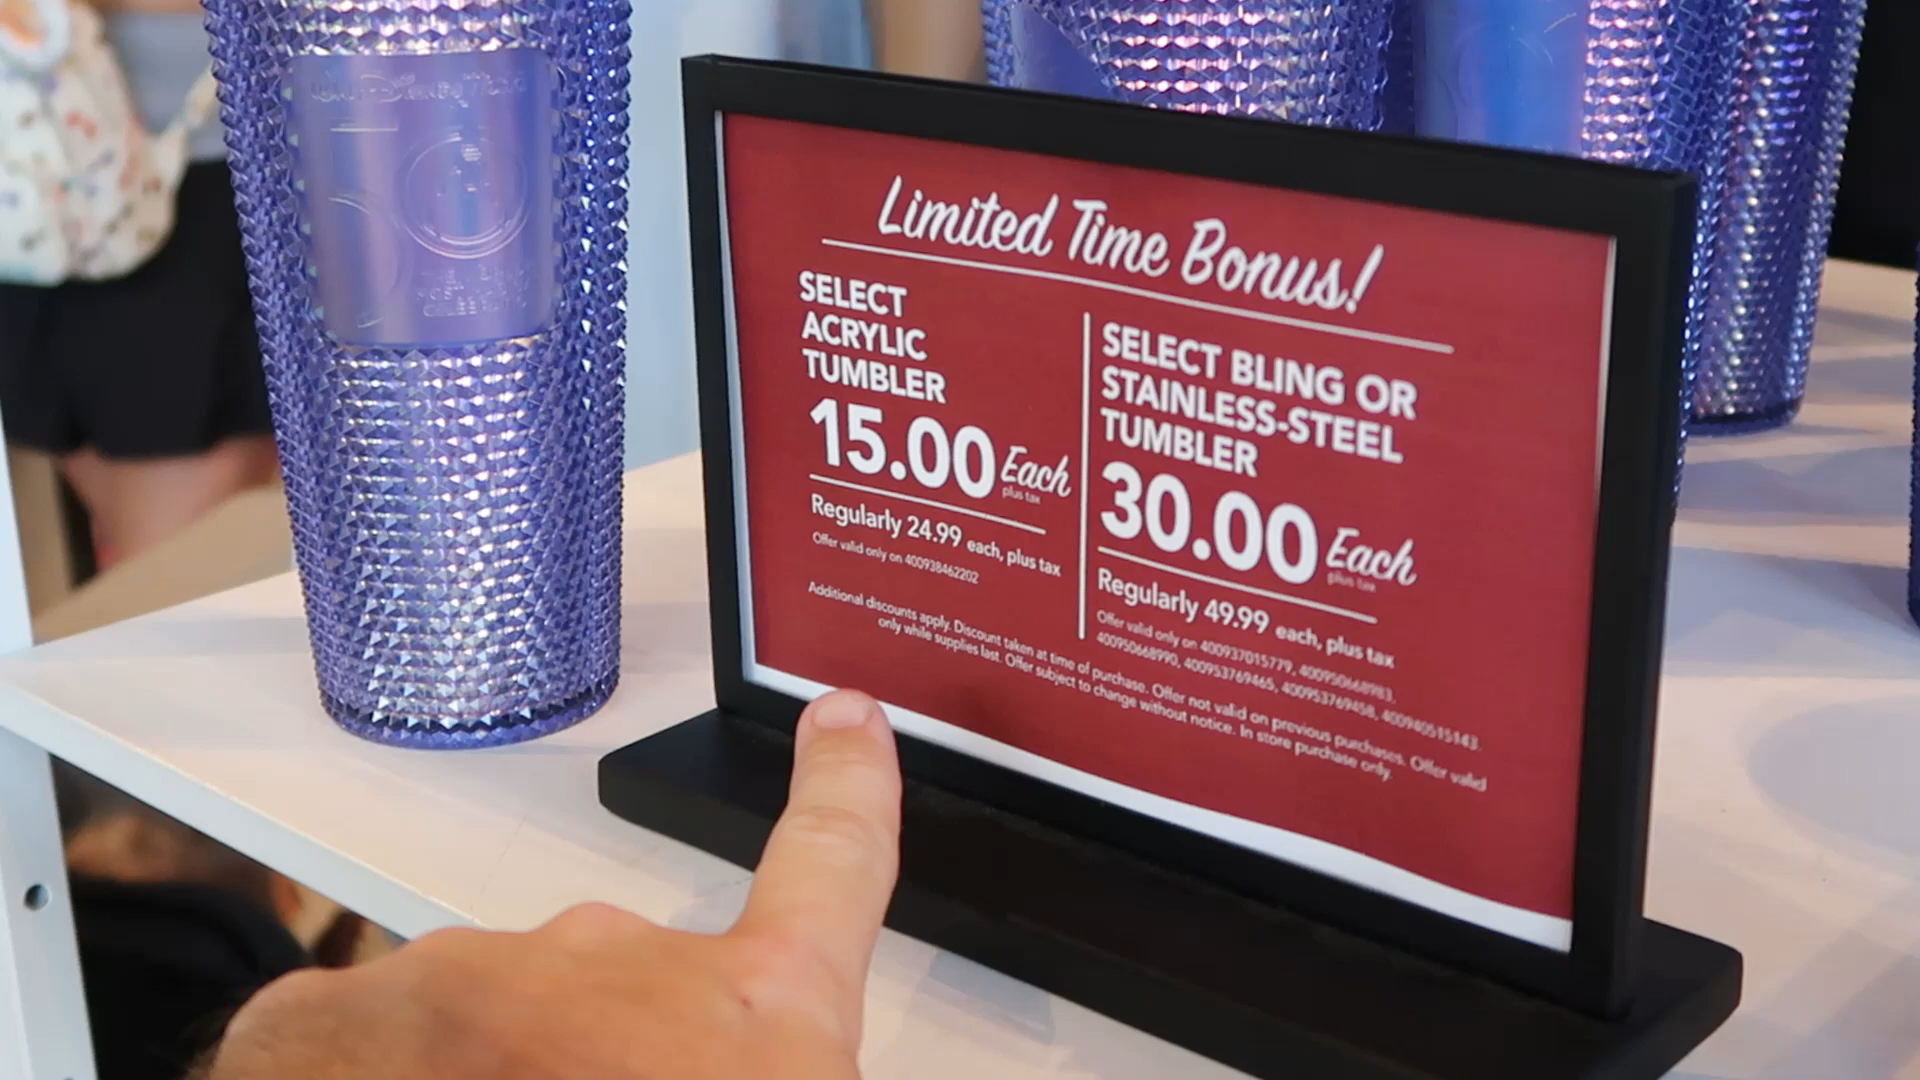 Limited Time Bonus!
SELECT
ACRYLIC
TUMBLER
15.00 Each
plus tax
Regularly 24.99 each, plus tax
Offer valid only on 400938462202
SELECT BLING OR
STAINLESS-STEEL
TUMBLER
30.00 Each
plus tax
Regularly 49.99 each, plus tax
Offer valid only on 400937015779, 400950668983,
400950668990, 400953769465, 400953769458, 400940515143.
Additional discounts apply. Discount taken at time of purchase. Offer not valid on previous purchases. Offer valid
only while supplies last. Offer subject to change without notice. In store purchase only.